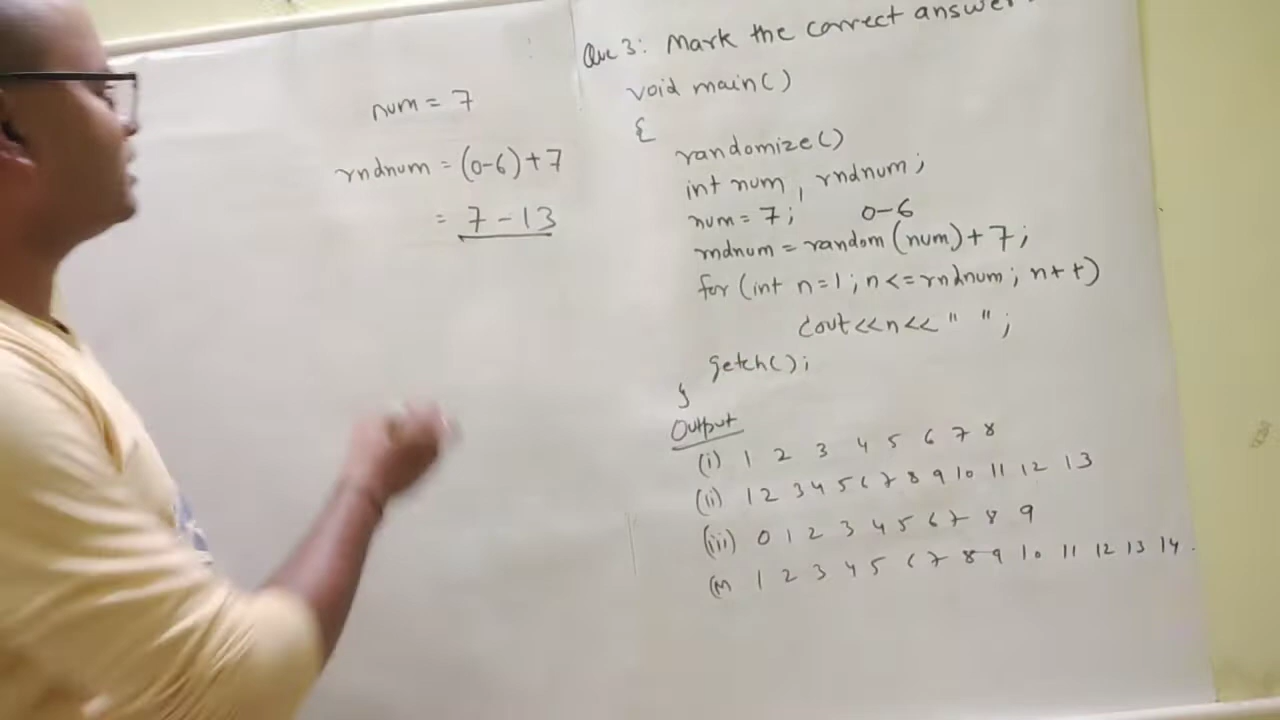 num = 7
rndnum = (0-6)+7
= 7 - 13
Que 3: Mark the correct answer.
void main()
{
randomize()
int num, rndnum;
num = 7; 0-6
rndnum = random(num)+7;
for (int n=1; n<=rndnum; n++)
cout<<n<<" ";
getch();
}
Output
(i) 1 2 3 4 5 6 7 8
(ii) 1 2 3 4 5 6 7 8 9 10 11 12 13
(iii) 0 1 2 3 4 5 6 7 8 9
(iv) 1 2 3 4 5 6 7 8 9 10 11 12 13 14.